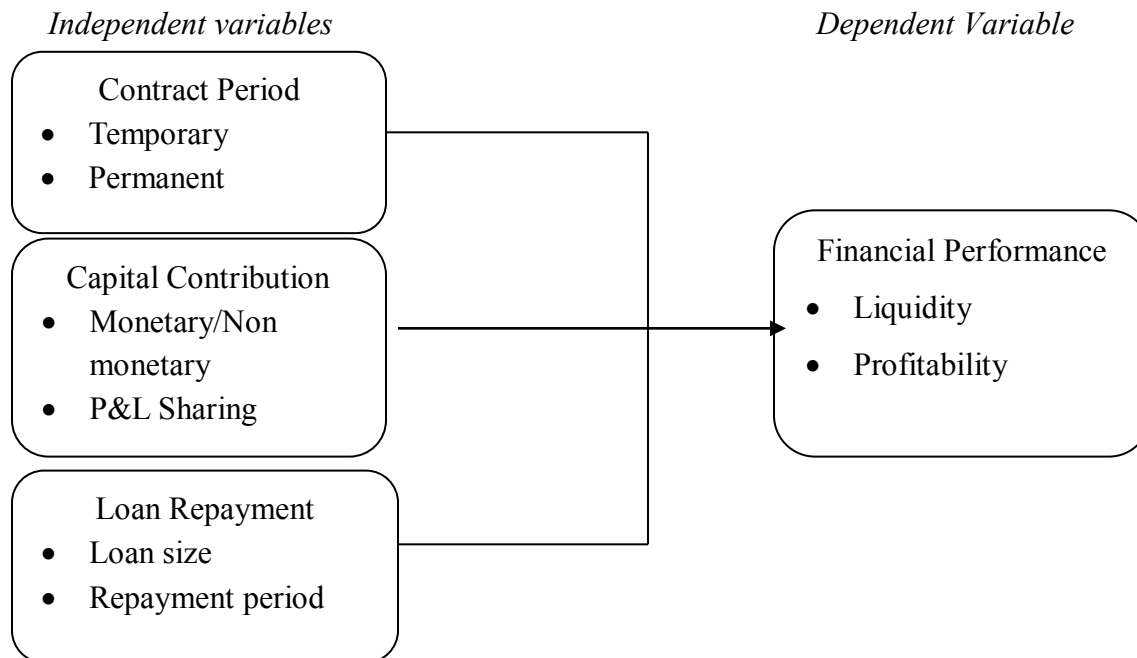 Independent variables
Dependent Variable
Contract Period
• Temporary
• Permanent
Capital Contribution
• Monetary/Non
monetary
• P&L Sharing
Loan Repayment
• Loan size
• Repayment period
Financial Performance
• Liquidity
• Profitability